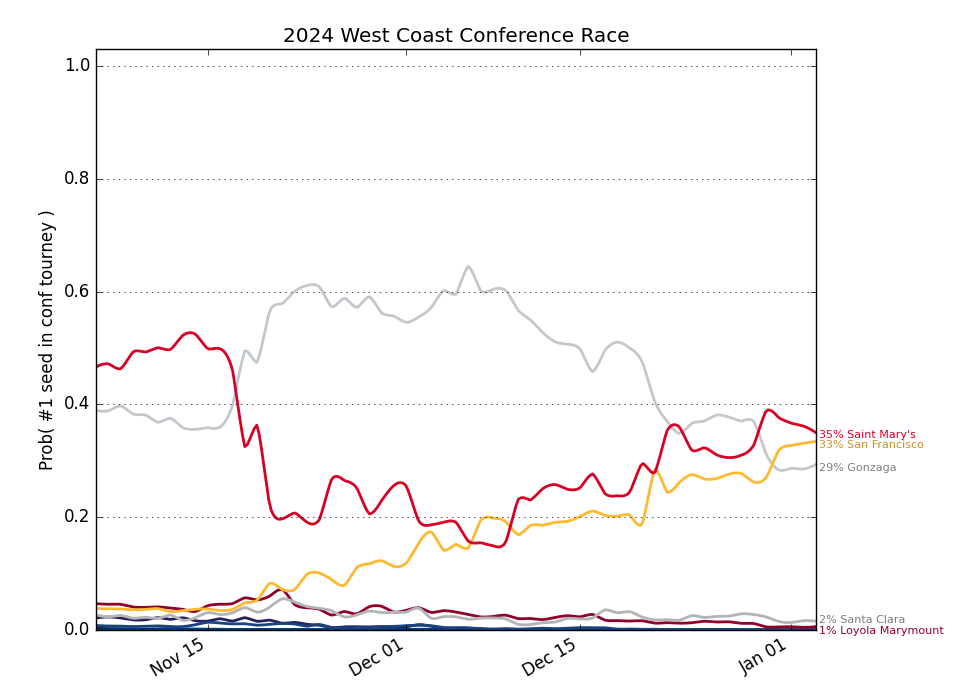 2024 West Coast Conference Race
Prob( #1 seed in conf tourney )
1.0
0.8
0.6
0.4
0.2
0.0
Nov 15
Dec 01
Dec 15
Jan 01
35% Saint Mary's
33% San Francisco
29% Gonzaga
2% Santa Clara
1% Loyola Marymount